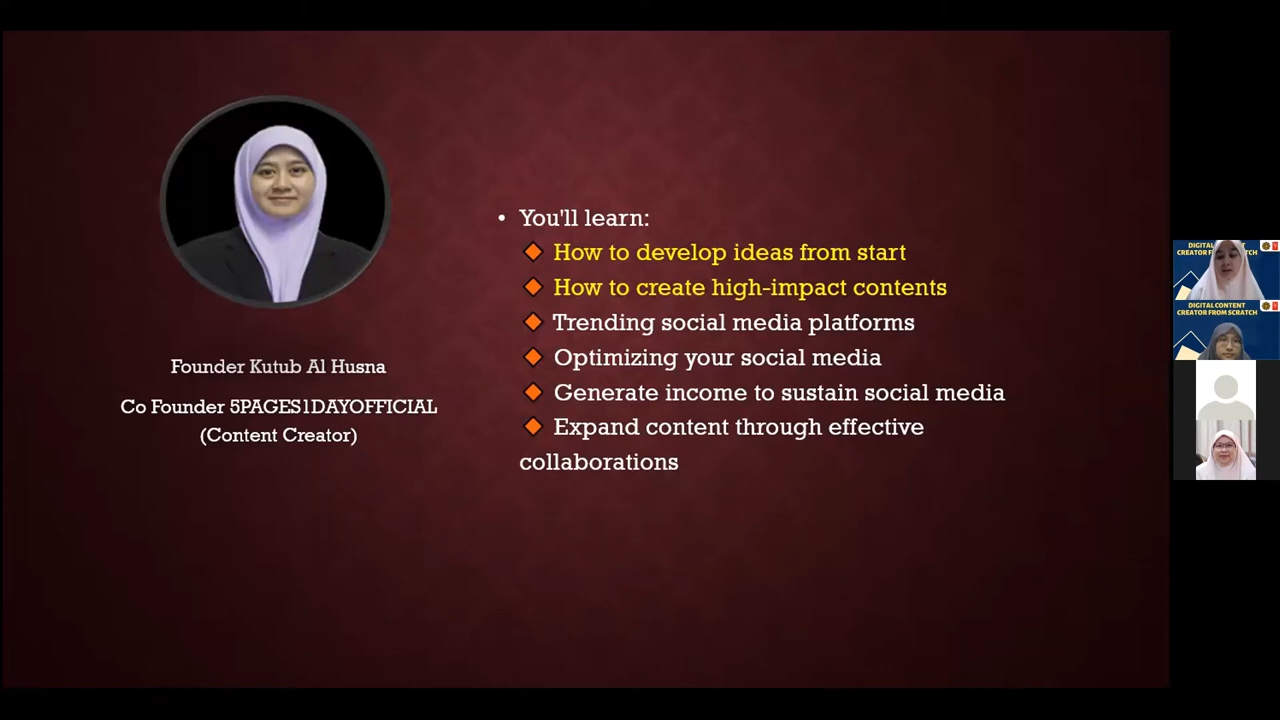 Founder Kutub Al Husna
Co Founder 5PAGES1DAYOFFICIAL
(Content Creator)
• You'll learn:
How to develop ideas from start
How to create high-impact contents
Trending social media platforms
Optimizing your social media
Generate income to sustain social media
Expand content through effective
collaborations
DIGITAL CONTENT
CREATOR FROM SCRATCH